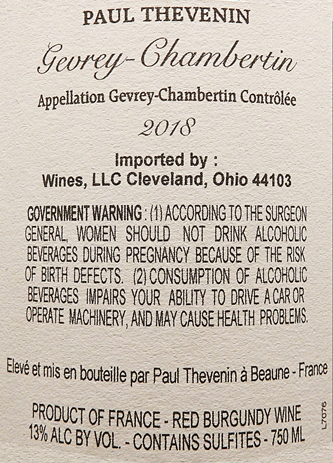 PAUL THEVENIN
Gevrey-Chambertin
Appellation Gevrey-Chambertin Contrôlée
2018
Imported by :
Wines, LLC Cleveland, Ohio 44103
GOVERNMENT WARNING : (1) ACCORDING TO THE SURGEON
GENERAL, WOMEN SHOULD NOT DRINK ALCOHOLIC
BEVERAGES DURING PREGNANCY BECAUSE OF THE RISK
OF BIRTH DEFECTS. (2) CONSUMPTION OF ALCOHOLIC
BEVERAGES IMPAIRS YOUR ABILITY TO DRIVE A CAR OR
OPERATE MACHINERY, AND MAY CAUSE HEALTH PROBLEMS.
Elevé et mis en bouteille par Paul Thevenin à Beaune - France
PRODUCT OF FRANCE - RED BURGUNDY WINE
13% ALC BY VOL. - CONTAINS SULFITES - 750 ML
L7076